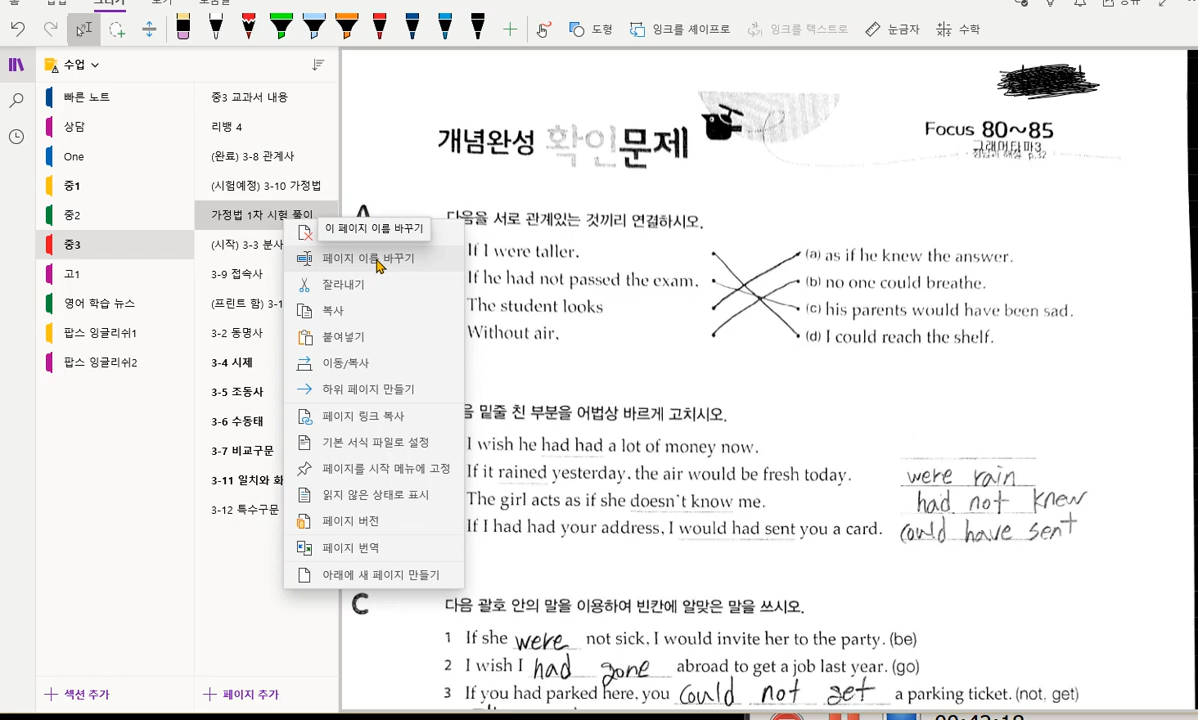 도형
잉크를 셰이프로
잉크를 텍스트로
눈금자
수학
수업
빠른 노트
상담
One
중1
중2
중3
고1
영어 학습 뉴스
팝스 잉글리쉬1
팝스 잉글리쉬2
섹션 추가
중3 교과서 내용
리뱅 4
(완료) 3-8 관계사
(시험예정) 3-10 가정법
가정법 1차 시험 풀이
(시작) 3-3 분사
3-9 접속사
(프린트 함) 3-1
3-2 동명사
3-4 시제
3-5 조동사
3-6 수동태
3-7 비교구문
3-11 일치와 화
3-12 특수구문
페이지 추가
이 페이지 이름 바꾸기
페이지 이름 바꾸기
잘라내기
복사
붙여넣기
이동/복사
하위 페이지 만들기
페이지 링크 복사
기본 서식 파일로 설정
페이지를 시작 메뉴에 고정
읽지 않은 상태로 표시
페이지 버전
페이지 번역
아래에 새 페이지 만들기
개념완성 확인문제
Focus 80~85
그래머타파3
A
다음을 서로 관계있는 것끼리 연결하시오.
If I were taller,
If he had not passed the exam,
The student looks
Without air,
(a) as if he knew the answer.
(b) no one could breathe.
(c) his parents would have been sad.
(d) I could reach the shelf.
음 밑줄 친 부분을 어법상 바르게 고치시오.
I wish he had had a lot of money now.
If it rained yesterday, the air would be fresh today. were rain
The girl acts as if she doesn't know me. had not knew
If I had had your address, I would had sent you a card. could have sent
C
다음 괄호 안의 말을 이용하여 빈칸에 알맞은 말을 쓰시오.
1 If she were not sick, I would invite her to the party. (be)
2 I wish I had gone abroad to get a job last year. (go)
3 If you had parked here, you could not get a parking ticket. (not, get)